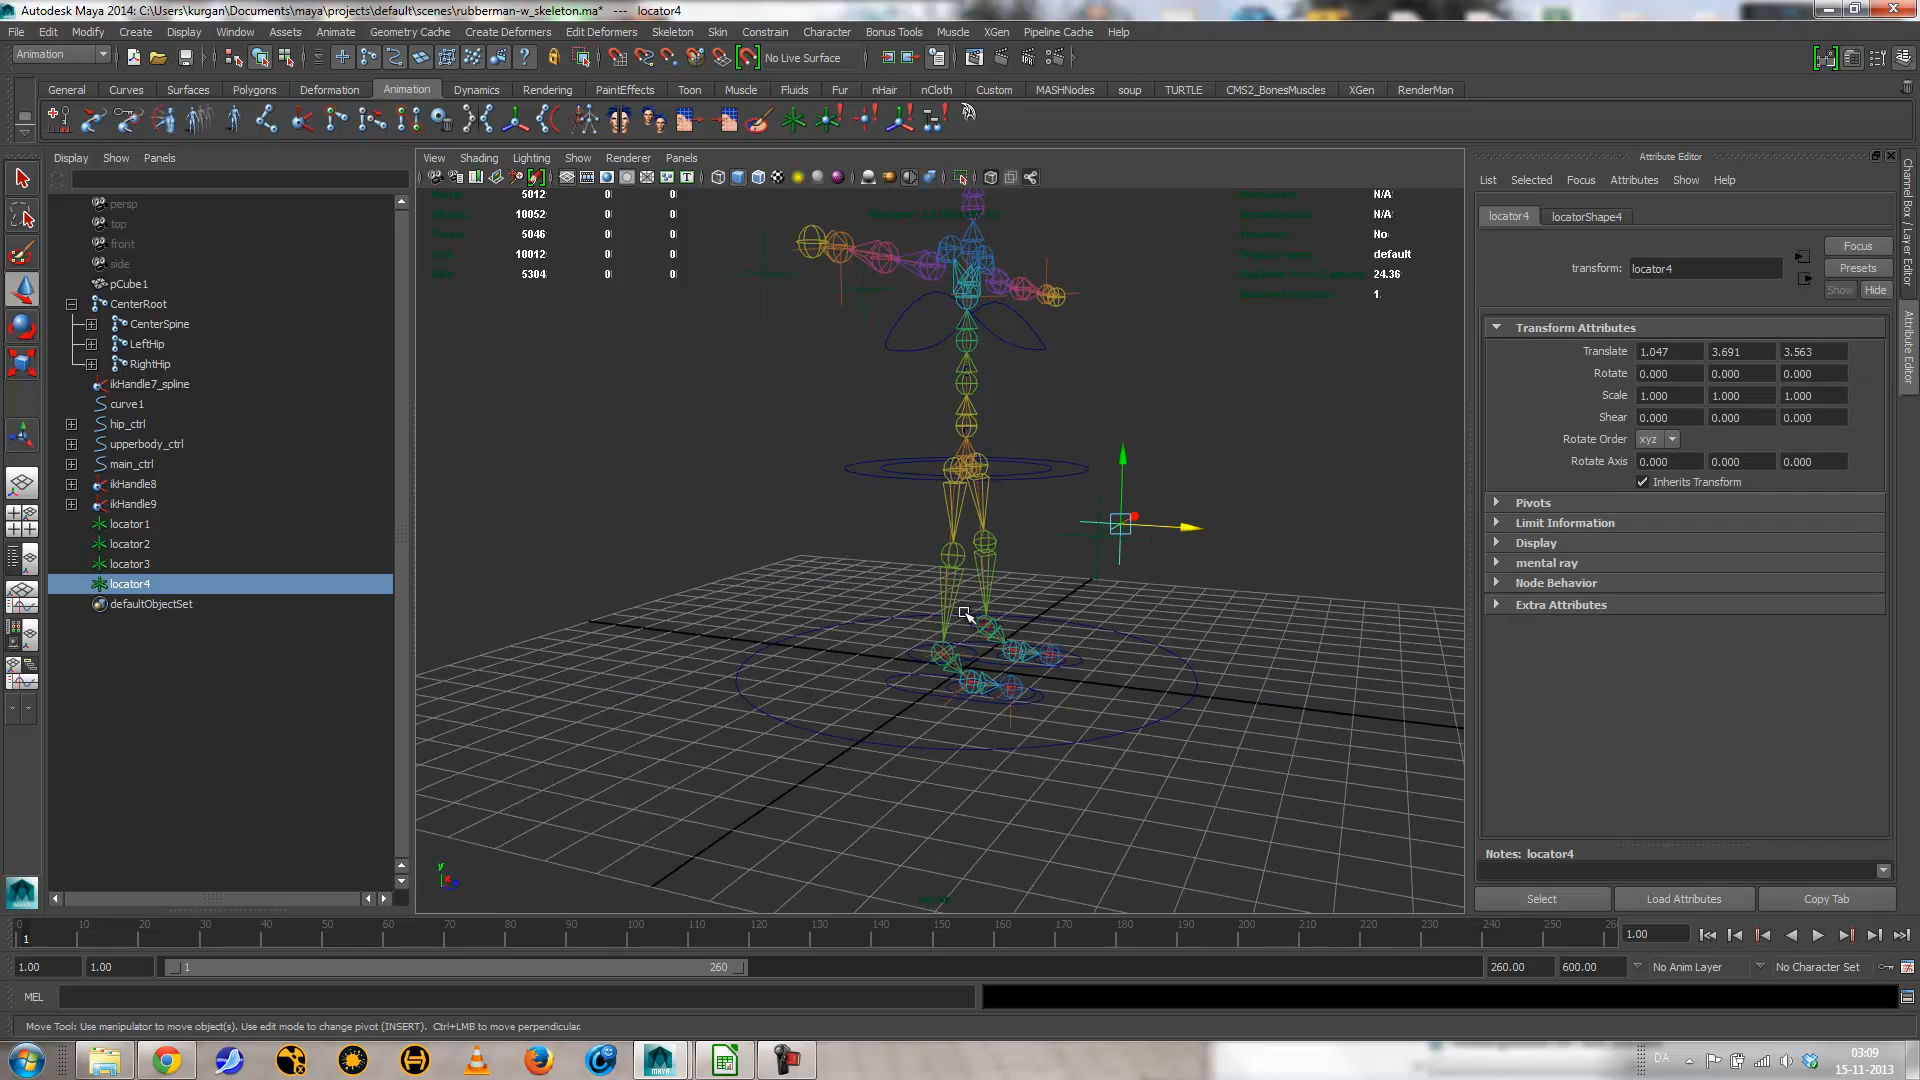 Autodesk Maya 2014: C:\Users\kurgan\Documents\maya\projects\default\scenes\rubberman-w_skeleton.ma*   ---   locator4
File Edit Modify Create Display Window Assets Animate Geometry Cache Create Deformers Edit Deformers Skeleton Skin Constrain Character Bonus Tools Muscle XGen Pipeline Cache Help
Animation No Live Surface
General Curves Surfaces Polygons Deformation Animation Dynamics Rendering PaintEffects Toon Muscle Fluids Fur nHair nCloth Custom MASHNodes soup TURTLE CMS2_BonesMuscles XGen RenderMan
Display Show Panels
View Shading Lighting Show Renderer Panels
Attribute Editor
List Selected Focus Attributes Show Help
persp
top
front
side
pCube1
CenterRoot
CenterSpine
LeftHip
RightHip
ikHandle7_spline
curve1
hip_ctrl
upperbody_ctrl
main_ctrl
ikHandle8
ikHandle9
locator1
locator2
locator3
locator4
defaultObjectSet
5012 0 0
10052 0 0
5046 0 0
10012 0 0
5304 0 0
N/A
N/A
No
default
24.36
1
y
locator4 locatorShape4
Focus
transform: locator4 Presets
Show Hide
Transform Attributes
Translate 1.047 3.691 3.563
Rotate 0.000 0.000 0.000
Scale 1.000 1.000 1.000
Shear 0.000 0.000 0.000
Rotate Order xyz
Rotate Axis 0.000 0.000 0.000
Inherits Transform
Pivots
Limit Information
Display
mental ray
Node Behavior
Extra Attributes
Notes: locator4
Select Load Attributes Copy Tab
Channel Box / Layer Editor
Attribute Editor
0 10 20 30 40 50 60 70 80 90 100 110 120 130 140 150 160 170 180 190 200 210 220 230 240 250 26
1
1.00
1.00 1.00 1 260 260.00 600.00 No Anim Layer No Character Set
MEL
Move Tool: Use manipulator to move object(s). Use edit mode to change pivot (INSERT).  Ctrl+LMB to move perpendicular.
MAYA
DA 03:09
15-11-2013